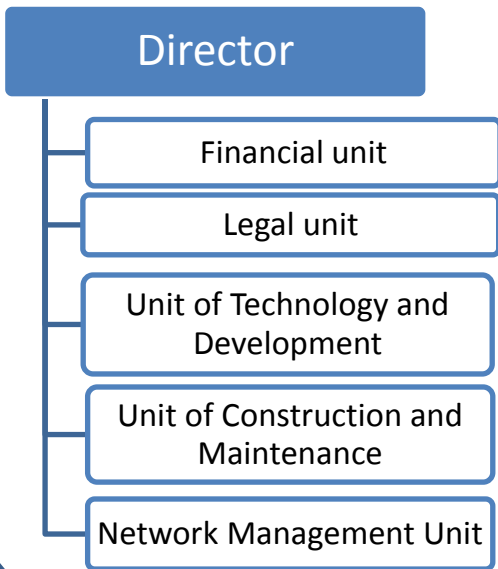 Director
Financial unit
Legal unit
Unit of Technology and
Development
Unit of Construction and
Maintenance
Network Management Unit